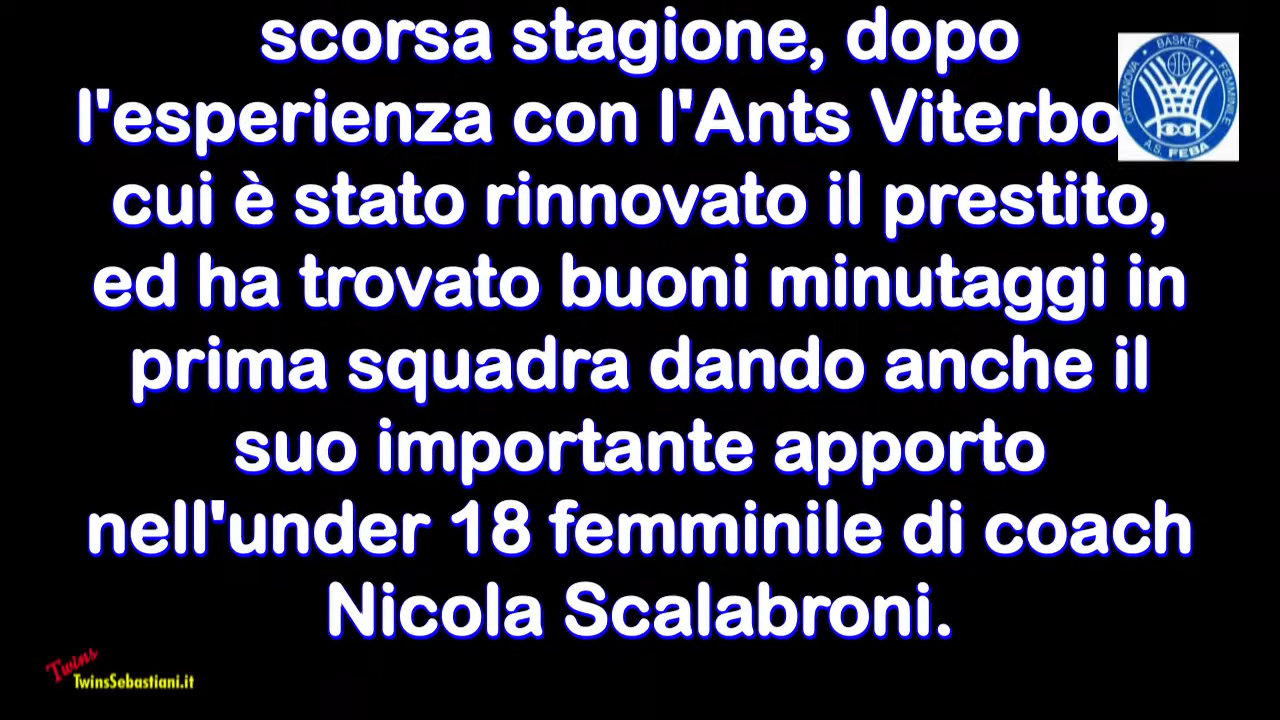 scorsa stagione, dopo
l'esperienza con l'Ants Viterbo
cui è stato rinnovato il prestito,
ed ha trovato buoni minutaggi in
prima squadra dando anche il
suo importante apporto
nell'under 18 femminile di coach
Nicola Scalabroni.
CIVITANOVA • BASKET • FEMMINILE
A.S. FEBA
Twins
TwinsSebastiani.it